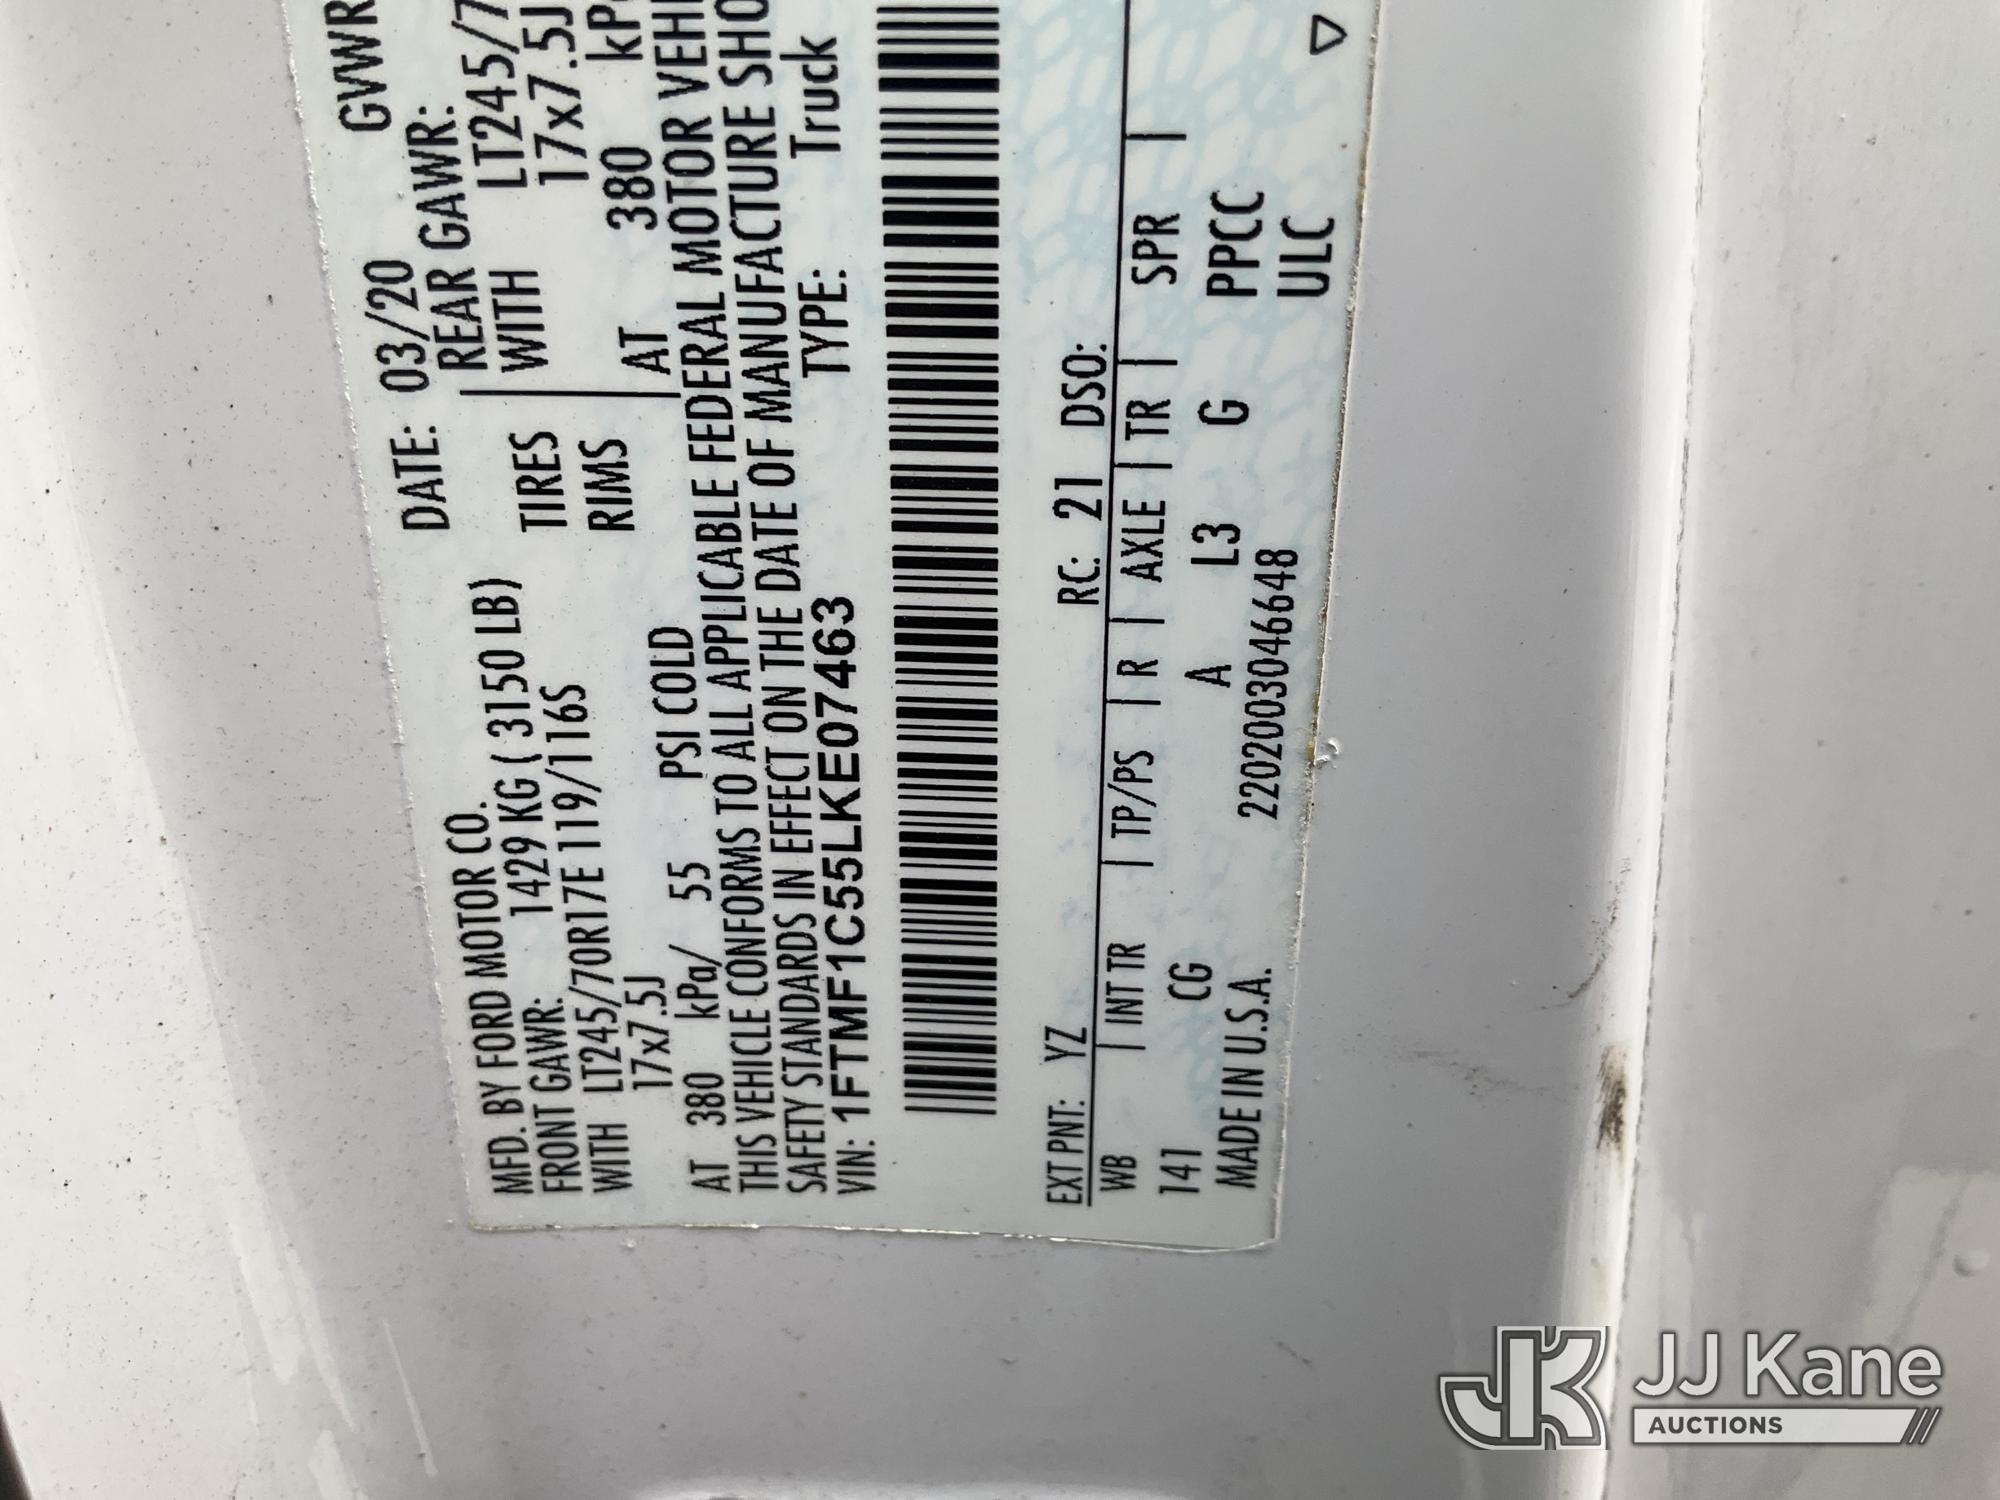 MFD. BY FORD MOTOR CO. DATE: 03/20 GVWR
FRONT GAWR: 1429 KG ( 3150 LB) REAR GAWR:
WITH LT245/70R17E 119/116S TIRES WITH LT245/7
17x7.5J RIMS 17x7.5J
AT 380 kPa/ 55 PSI COLD AT 380 kPa
THIS VEHICLE CONFORMS TO ALL APPLICABLE FEDERAL MOTOR VEHI
SAFETY STANDARDS IN EFFECT ON THE DATE OF MANUFACTURE SHO
VIN: 1FTMF1C55LKE07463 TYPE: Truck
EXT PNT: YZ RC: 21 DSO:
WB | INT TR | TP/PS | R | AXLE | TR | SPR |
141 CG A L3 G PPCC
MADE IN U.S.A. 2202003046648 ULC
JJ Kane
AUCTIONS